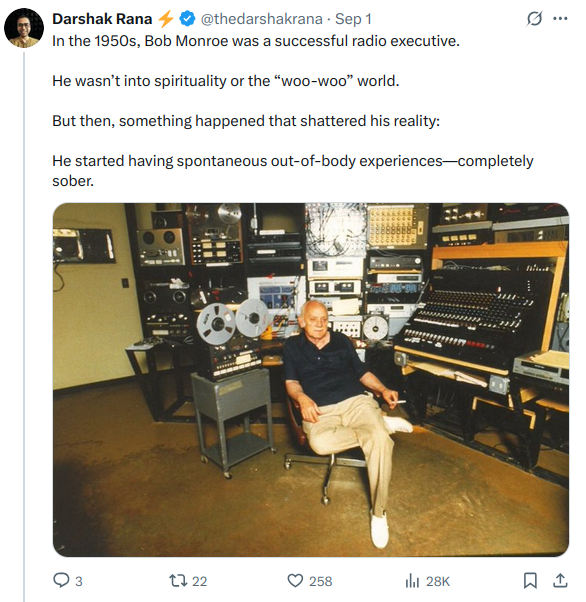 Darshak Rana ⚡ @thedarshakrana · Sep 1
In the 1950s, Bob Monroe was a successful radio executive.
He wasn’t into spirituality or the “woo-woo” world.
But then, something happened that shattered his reality:
He started having spontaneous out-of-body experiences—completely
sober.
3 22 258 28K